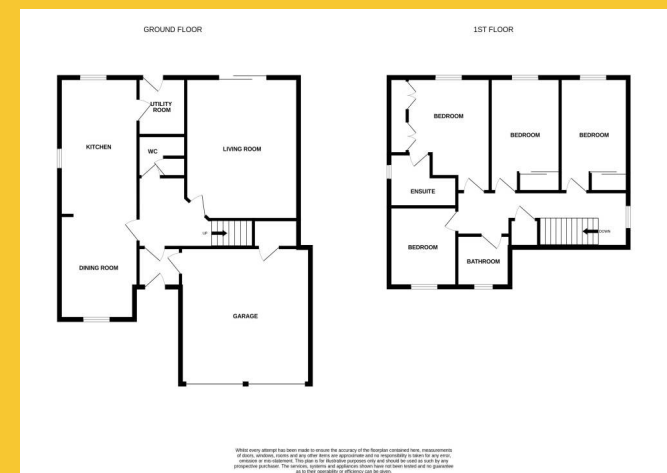 GROUND FLOOR
1ST FLOOR
UTILITY
ROOM
KITCHEN
WC
LIVING ROOM
UP
DINING ROOM
GARAGE
BEDROOM
BEDROOM
BEDROOM
ENSUITE
DOWN
BEDROOM
BATHROOM
Whilst every attempt has been made to ensure the accuracy of the floorplan contained here, measurements
of doors, windows, rooms and any other items are approximate and no responsibility is taken for any error,
omission or mis-statement. This plan is for illustrative purposes only and should be used as such by any
prospective purchaser. The services, systems and appliances shown have not been tested and no guarantee
as to their operability or efficiency can be given.